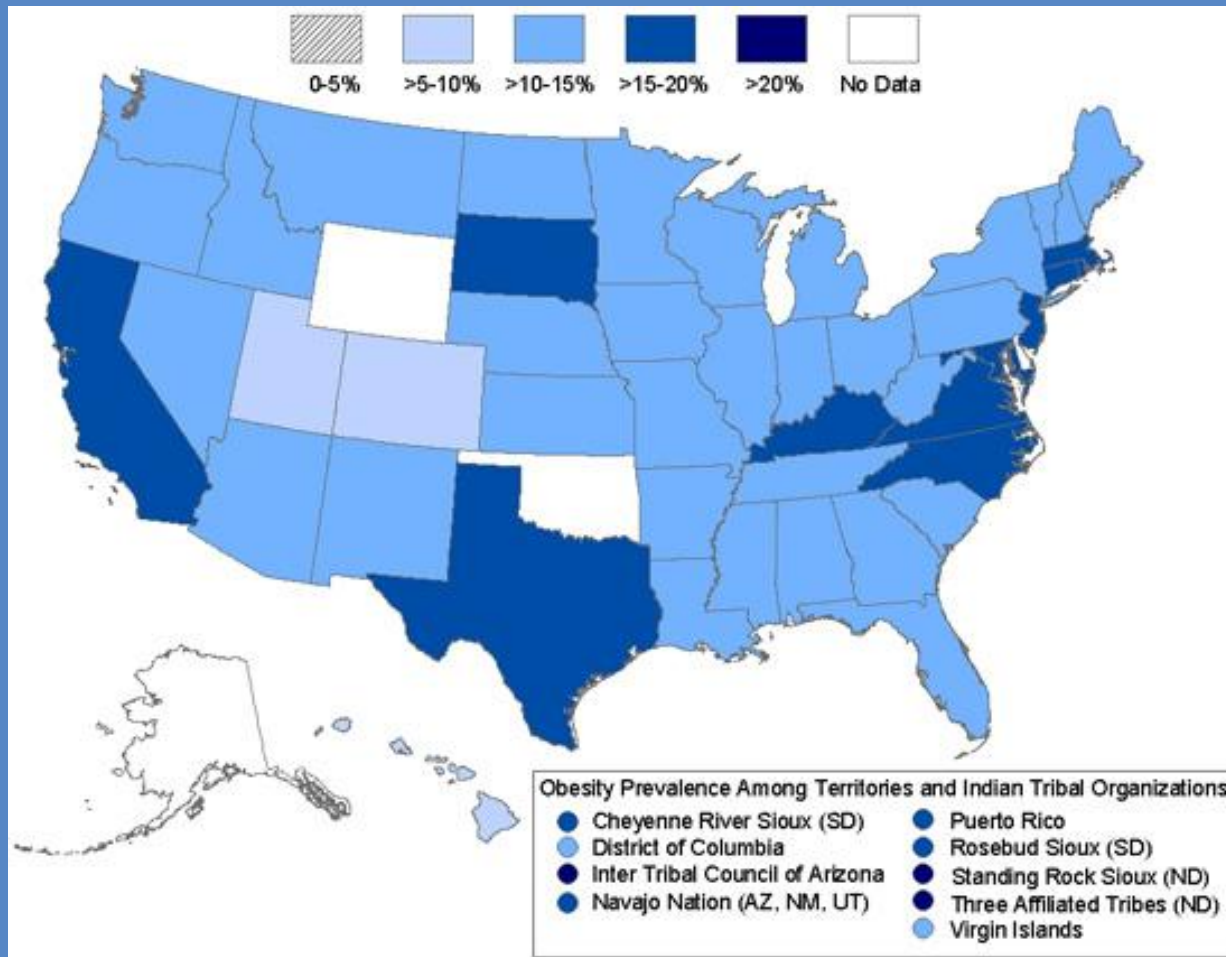 0-5% >5-10% >10-15% >15-20% >20% No Data
Obesity Prevalence Among Territories and Indian Tribal Organizations
Cheyenne River Sioux (SD)
District of Columbia
Inter Tribal Council of Arizona
Navajo Nation (AZ, NM, UT)
Puerto Rico
Rosebud Sioux (SD)
Standing Rock Sioux (ND)
Three Affiliated Tribes (ND)
Virgin Islands